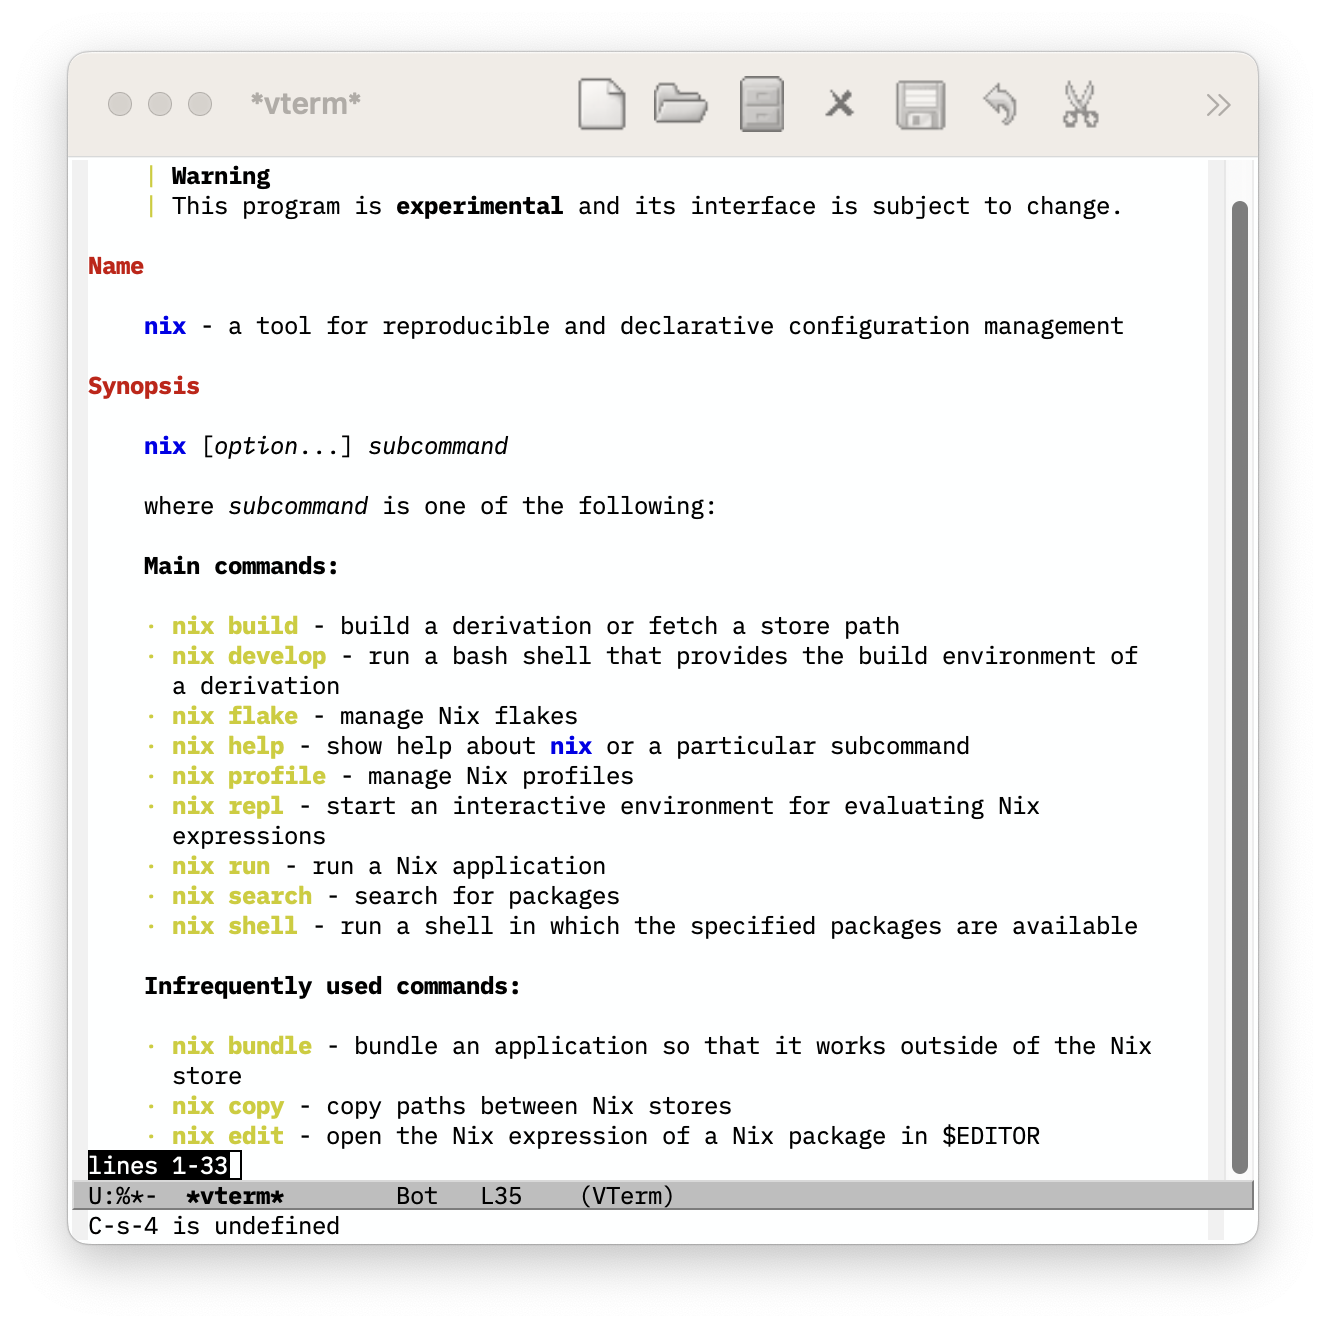 *vterm*
| Warning
| This program is experimental and its interface is subject to change.
Name
nix - a tool for reproducible and declarative configuration management
Synopsis
nix [option...] subcommand
where subcommand is one of the following:
Main commands:
· nix build - build a derivation or fetch a store path
· nix develop - run a bash shell that provides the build environment of
a derivation
· nix flake - manage Nix flakes
· nix help - show help about nix or a particular subcommand
· nix profile - manage Nix profiles
· nix repl - start an interactive environment for evaluating Nix
expressions
· nix run - run a Nix application
· nix search - search for packages
· nix shell - run a shell in which the specified packages are available
Infrequently used commands:
· nix bundle - bundle an application so that it works outside of the Nix
store
· nix copy - copy paths between Nix stores
· nix edit - open the Nix expression of a Nix package in $EDITOR
lines 1-33
U:%*-  *vterm*        Bot   L35    (VTerm)
C-s-4 is undefined